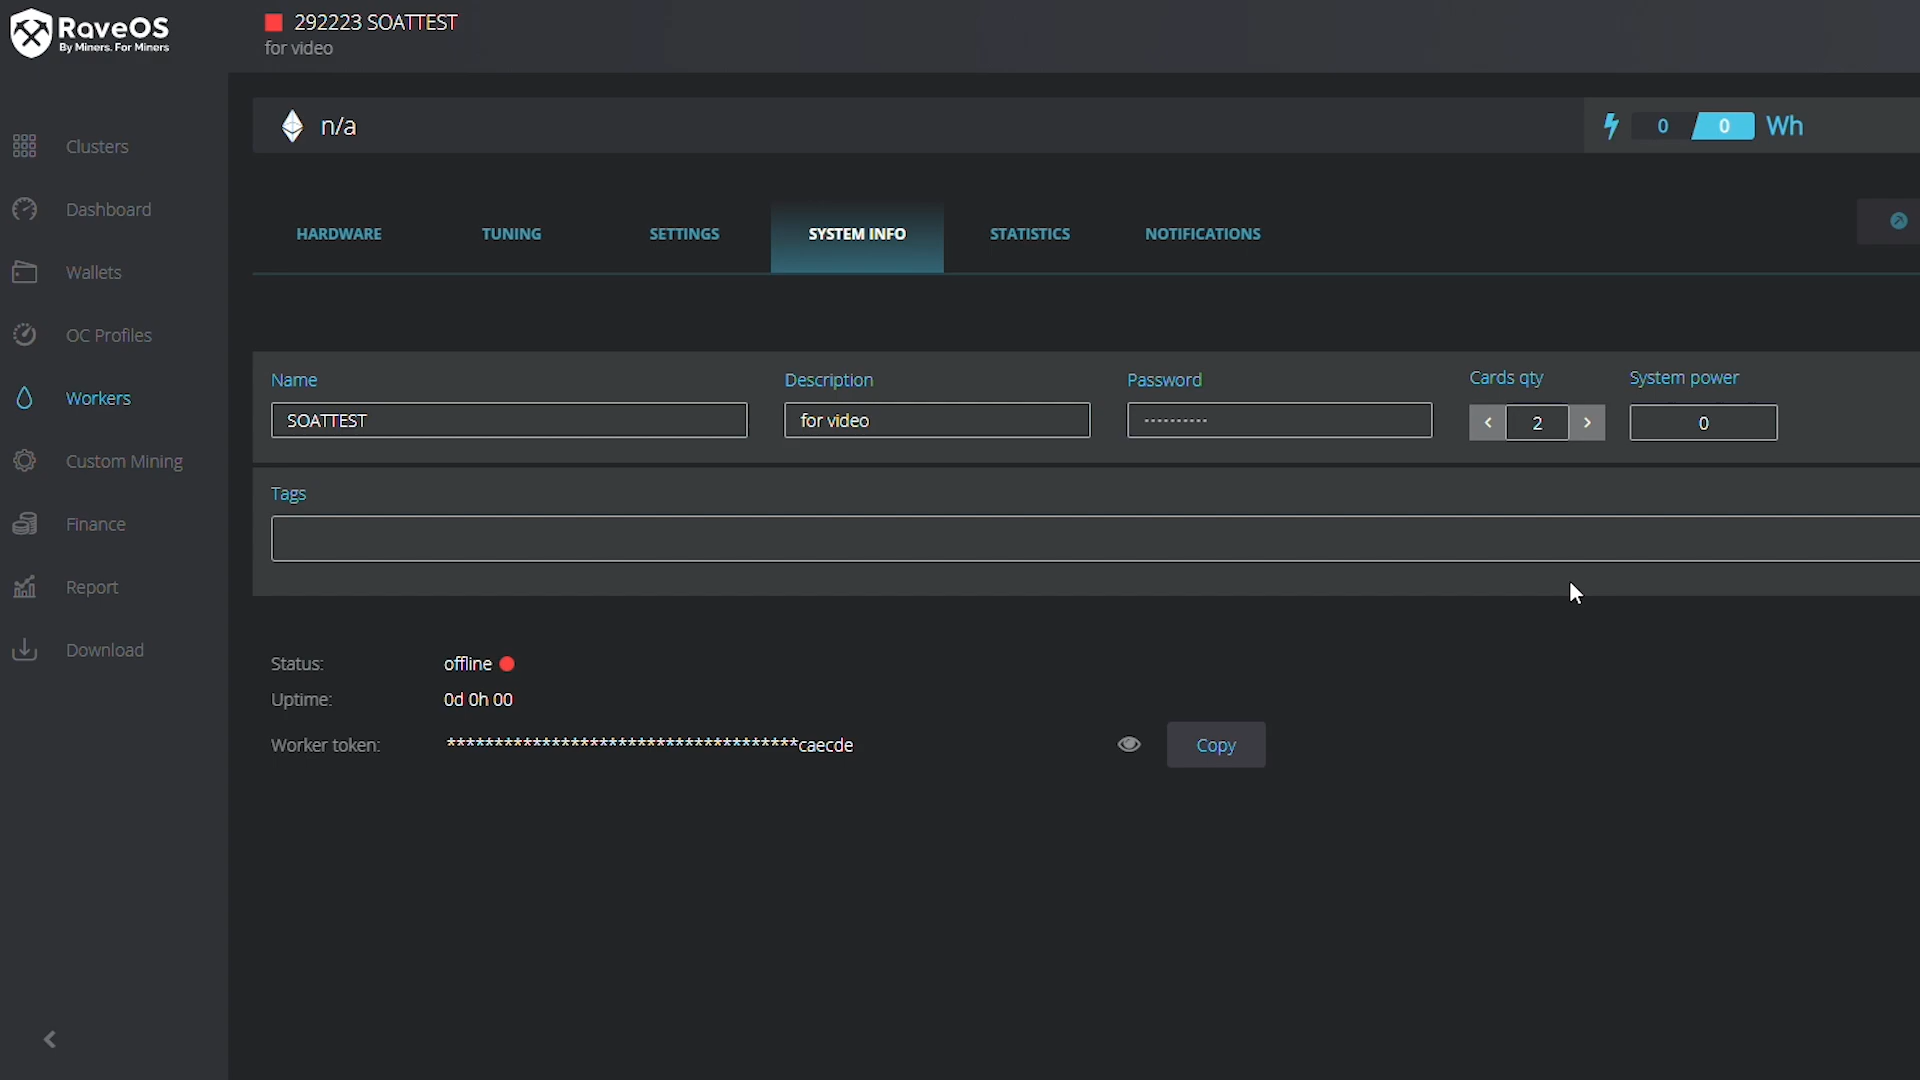 RaveOS
By Miners. For Miners
292223 SOATTEST
for video
n/a
0 0 Wh
Clusters
Dashboard
Wallets
OC Profiles
Workers
Custom Mining
Finance
Report
Download
HARDWARE TUNING SETTINGS SYSTEM INFO STATISTICS NOTIFICATIONS
Name Description Password Cards qty System power
SOATTEST for video ---------- < 2 > 0
Tags
Status: offline
Uptime: 0d 0h 00
Worker token: *************************************caecde Copy